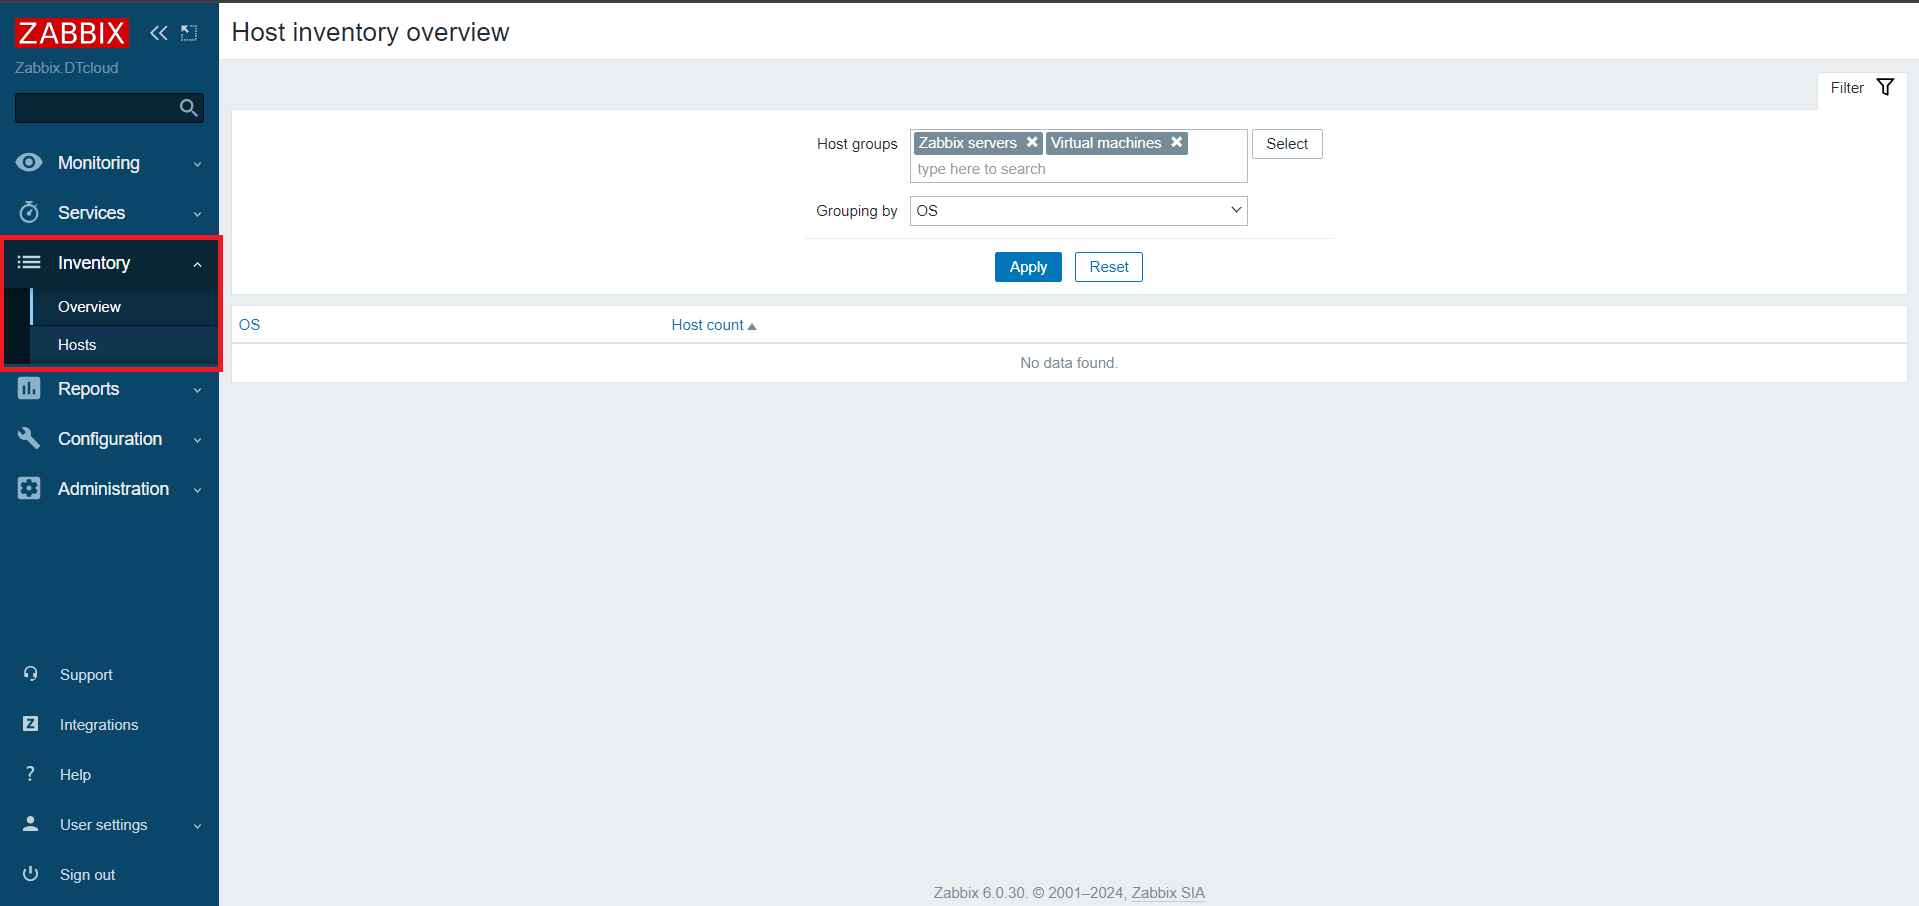 ZABBIX
Zabbix.DTcloud
Monitoring
Services
Inventory
Overview
Hosts
Reports
Configuration
Administration
Support
Z Integrations
? Help
User settings
Sign out
Host inventory overview
Filter
Host groups Zabbix servers Virtual machines Select
type here to search
Grouping by OS
Apply Reset
OS Host count
No data found.
Zabbix 6.0.30. © 2001–2024, Zabbix SIA